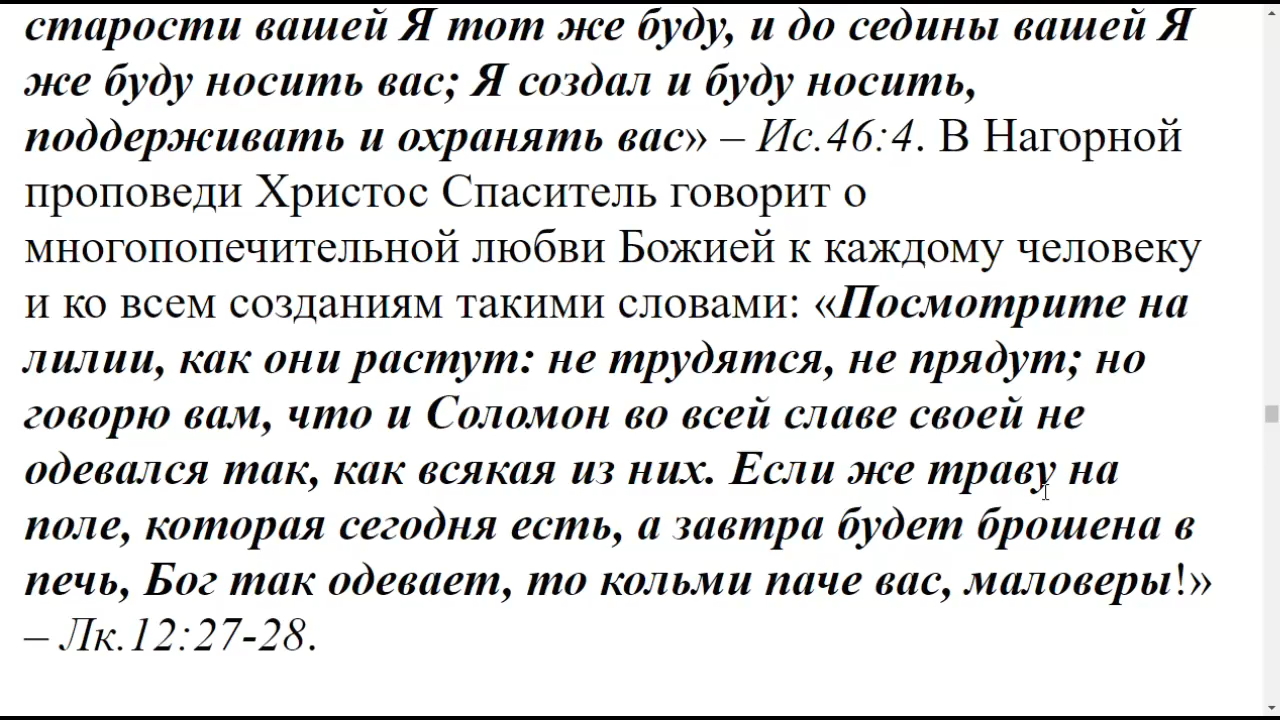 старости вашей Я тот же буду, и до седины вашей Я
же буду носить вас; Я создал и буду носить,
поддерживать и охранять вас» – Ис.46:4. В Нагорной
проповеди Христос Спаситель говорит о
многопопечительной любви Божией к каждому человеку
и ко всем созданиям такими словами: «Посмотрите на
лилии, как они растут: не трудятся, не прядут; но
говорю вам, что и Соломон во всей славе своей не
одевался так, как всякая из них. Если же траву на
поле, которая сегодня есть, а завтра будет брошена в
печь, Бог так одевает, то кольми паче вас, маловеры!»
– Лк.12:27-28.